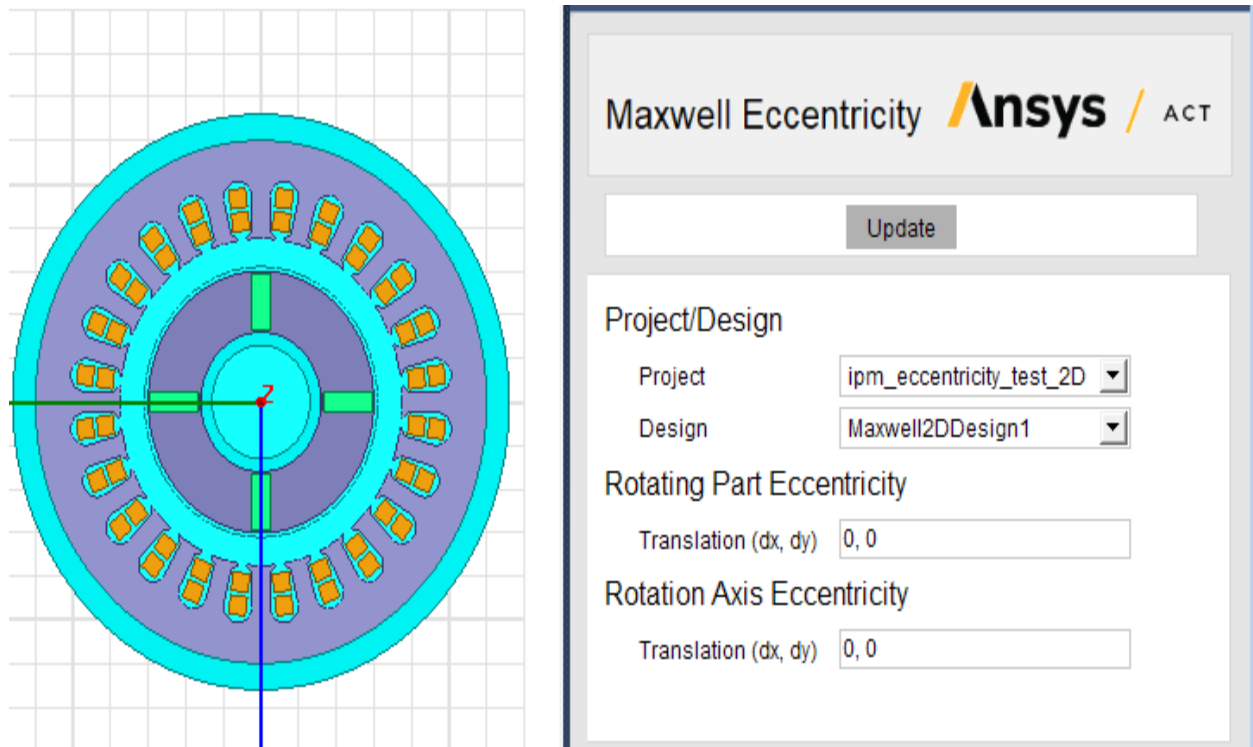 Maxwell Eccentricity Ansys / ACT
Update
Project/Design
Project ipm_eccentricity_test_2D
Design Maxwell2DDesign1
Rotating Part Eccentricity
Translation (dx, dy) 0, 0
Rotation Axis Eccentricity
Translation (dx, dy) 0, 0
Z